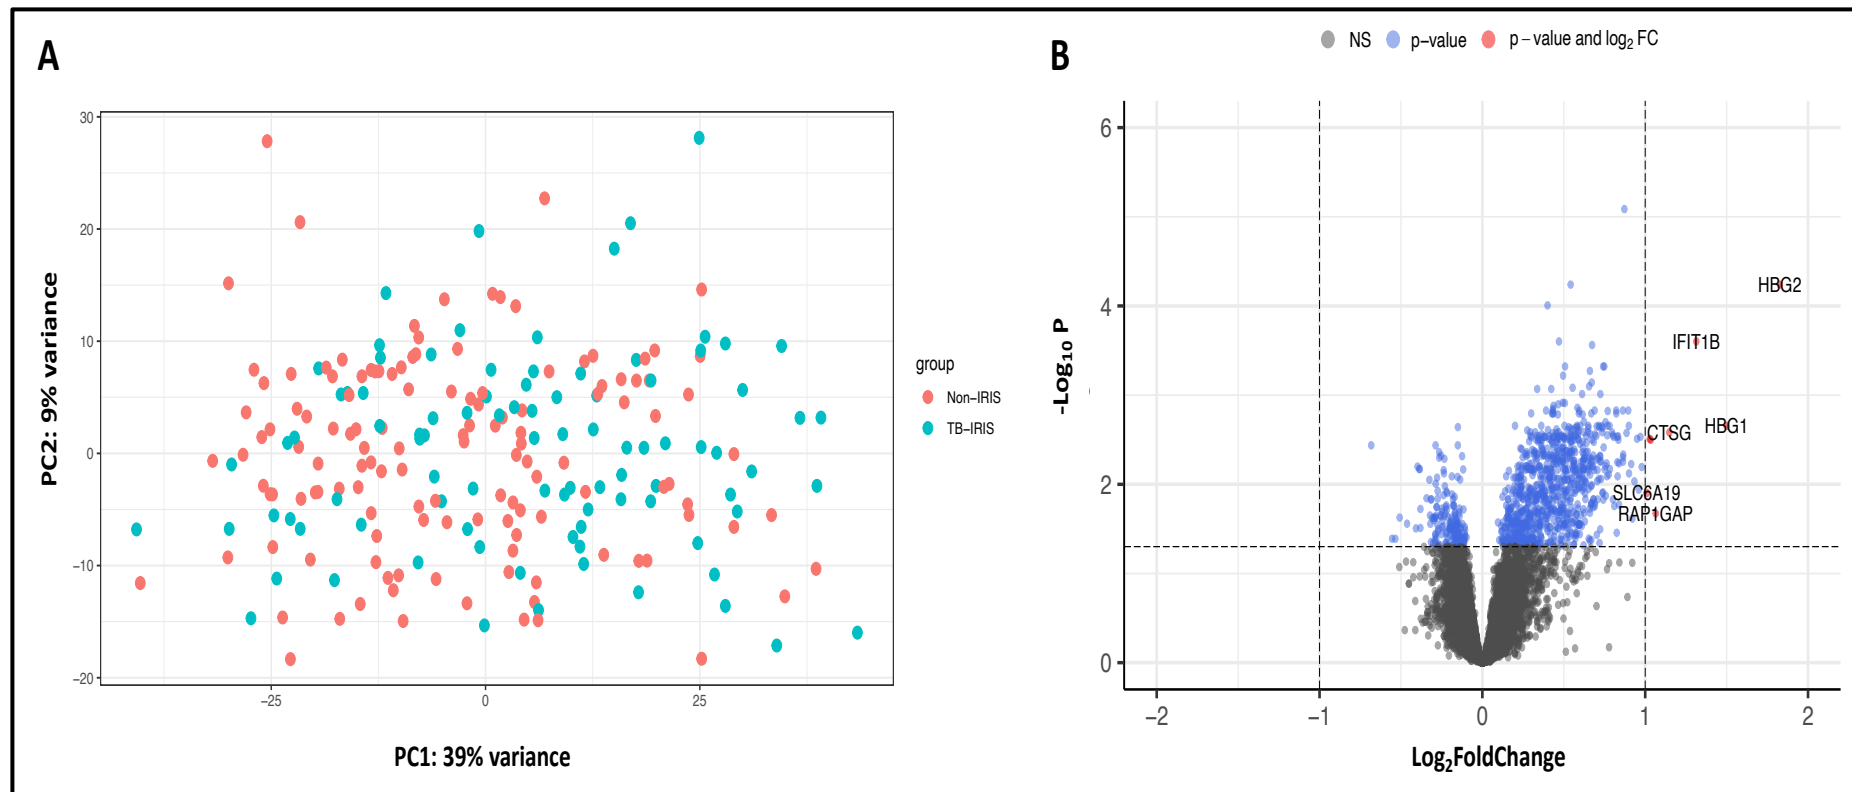 A
30
20
10
0
−10
−20
−25
0
25
PC2: 9% variance
PC1: 39% variance
group
Non−IRIS
TB−IRIS
B
NS
p−value
p−value and log₂ FC
6
4
2
0
−2
−1
0
1
2
-Log₁₀ P
HBG2
IFIT1B
HBG1
CTSG
SLC6A19
RAP1GAP
Log₂FoldChange